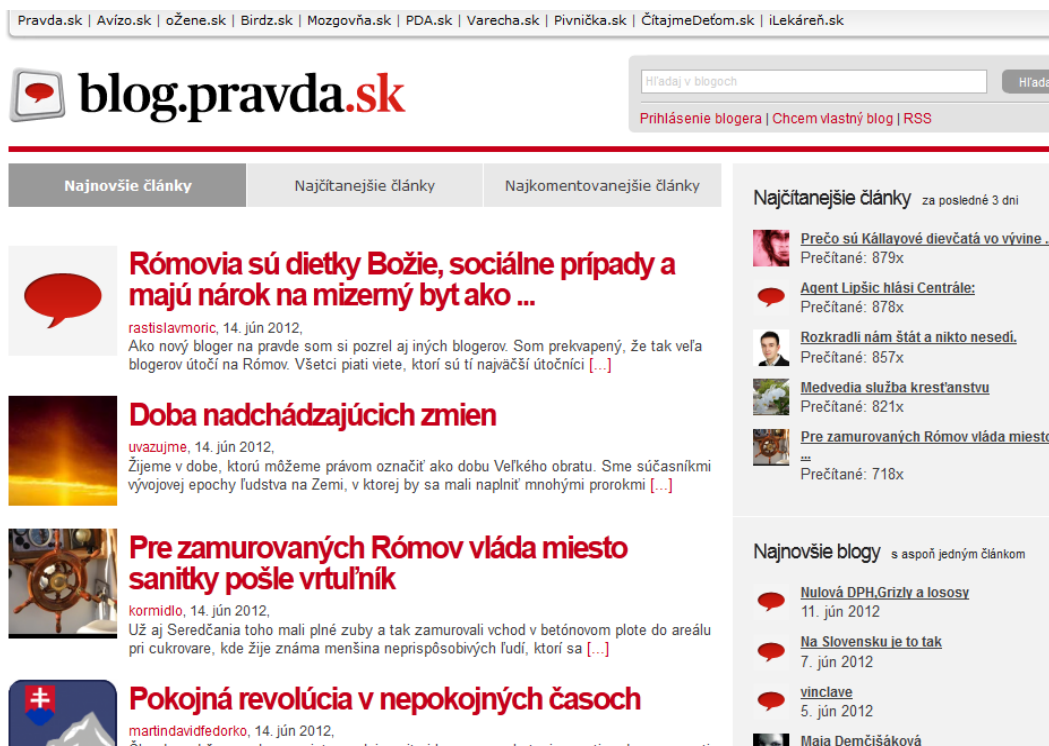 Pravda.sk | Avízo.sk | oŽene.sk | Birdz.sk | Mozgovňa.sk | PDA.sk | Varecha.sk | Pivnička.sk | ČítajmeDeťom.sk | iLekáreň.sk
blog.pravda.sk
Hľadaj v blogoch
Prihlásenie blogera | Chcem vlastný blog | RSS
Najnovšie články
Najčítanejšie články
Najkomentovanejšie články
Rómovia sú dietky Božie, sociálne prípady a
majú nárok na mizerný byt ako ...
rastislavmoric, 14. jún 2012,
Ako nový bloger na pravde som si pozrel aj iných blogerov. Som prekvapený, že tak veľa
blogerov útočí na Rómov. Všetci piati viete, ktorí sú tí najväčší útočníci [...]
Doba nadchádzajúcich zmien
uvazujme, 14. jún 2012,
Žijeme v dobe, ktorú môžeme právom označiť ako dobu Veľkého obratu. Sme súčasníkmi
vývojovej epochy ľudstva na Zemi, v ktorej by sa mali naplniť mnohými prorokmi [...]
Pre zamurovaných Rómov vláda miesto
sanitky pošle vrtuľník
kormidlo, 14. jún 2012,
Už aj Seredčania toho mali plné zuby a tak zamurovali vchod v betónovom plote do areálu
pri cukrovare, kde žije známa menšina neprispôsobivých ľudí, ktorí sa [...]
Pokojná revolúcia v nepokojných časoch
martindavidfedorko, 14. jún 2012,
Najčítanejšie články za posledné 3 dni
Prečo sú Kállayové dievčatá vo vývine ..
Prečítané: 879x
Agent Lipšic hlási Centrále:
Prečítané: 878x
Rozkradli nám štát a nikto nesedí.
Prečítané: 857x
Medvedia služba kresťanstvu
Prečítané: 821x
Pre zamurovaných Rómov vláda miesto
...
Prečítané: 718x
Najnovšie blogy s aspoň jedným článkom
Nulová DPH,Grizly a lososy
11. jún 2012
Na Slovensku je to tak
7. jún 2012
vinclave
5. jún 2012
Maja Demčišáková